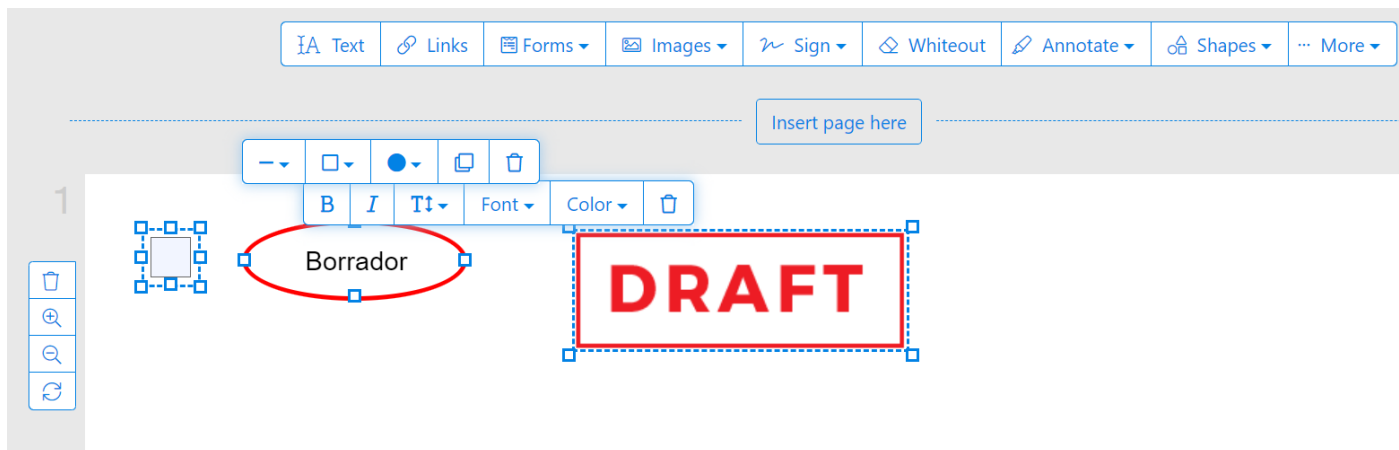 Text Links Forms Images Sign Whiteout Annotate Shapes ... More
Insert page here
1
B I T Font Color
Borrador
DRAFT